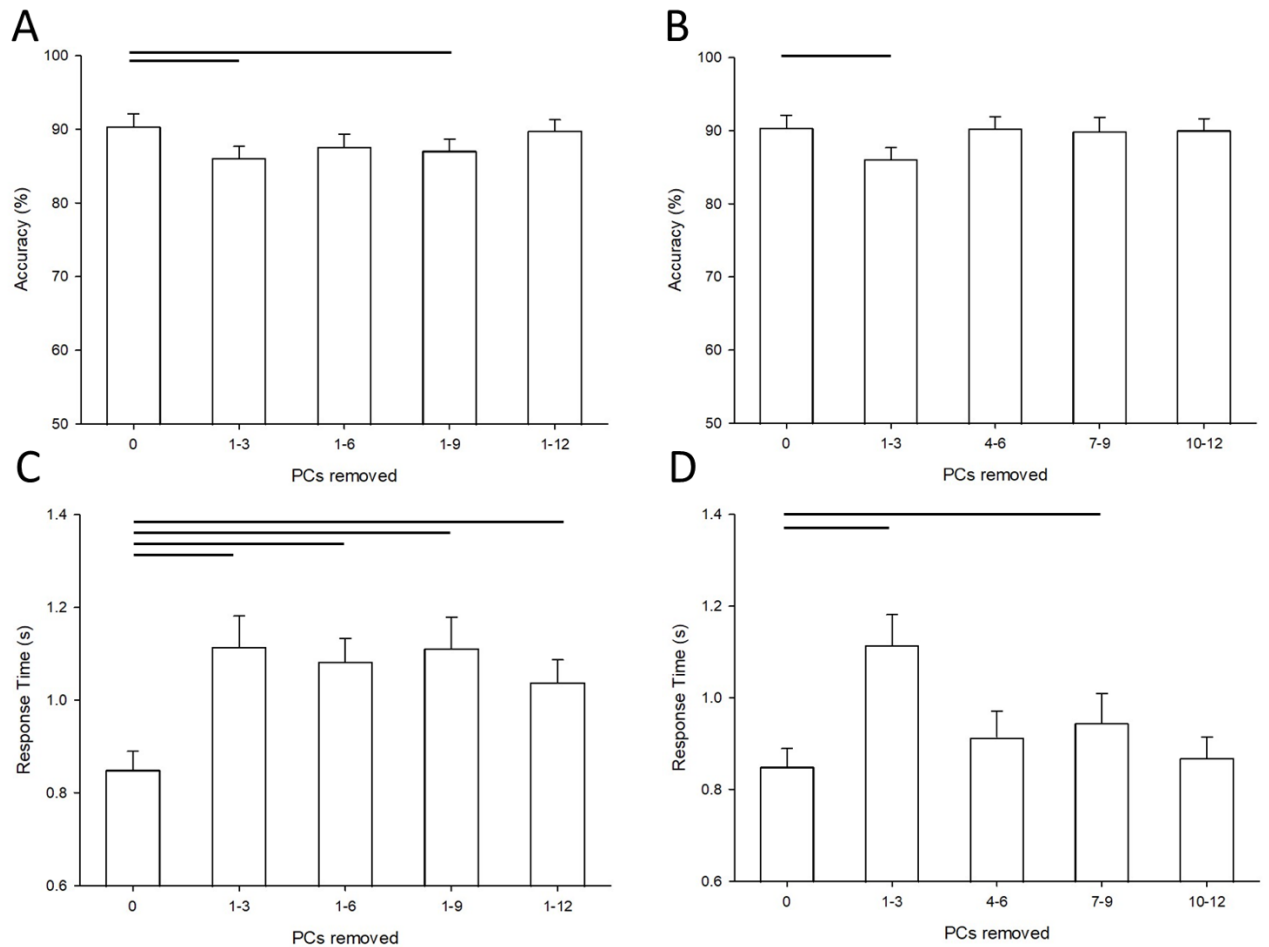 A
Accuracy (%)
100
90
80
70
60
50
0 1-3 1-6 1-9 1-12
PCs removed
B
Accuracy (%)
100
90
80
70
60
50
0 1-3 4-6 7-9 10-12
PCs removed
C
Response Time (s)
1.4
1.2
1.0
0.8
0.6
0 1-3 1-6 1-9 1-12
PCs removed
D
Response Time (s)
1.4
1.2
1.0
0.8
0.6
0 1-3 4-6 7-9 10-12
PCs removed